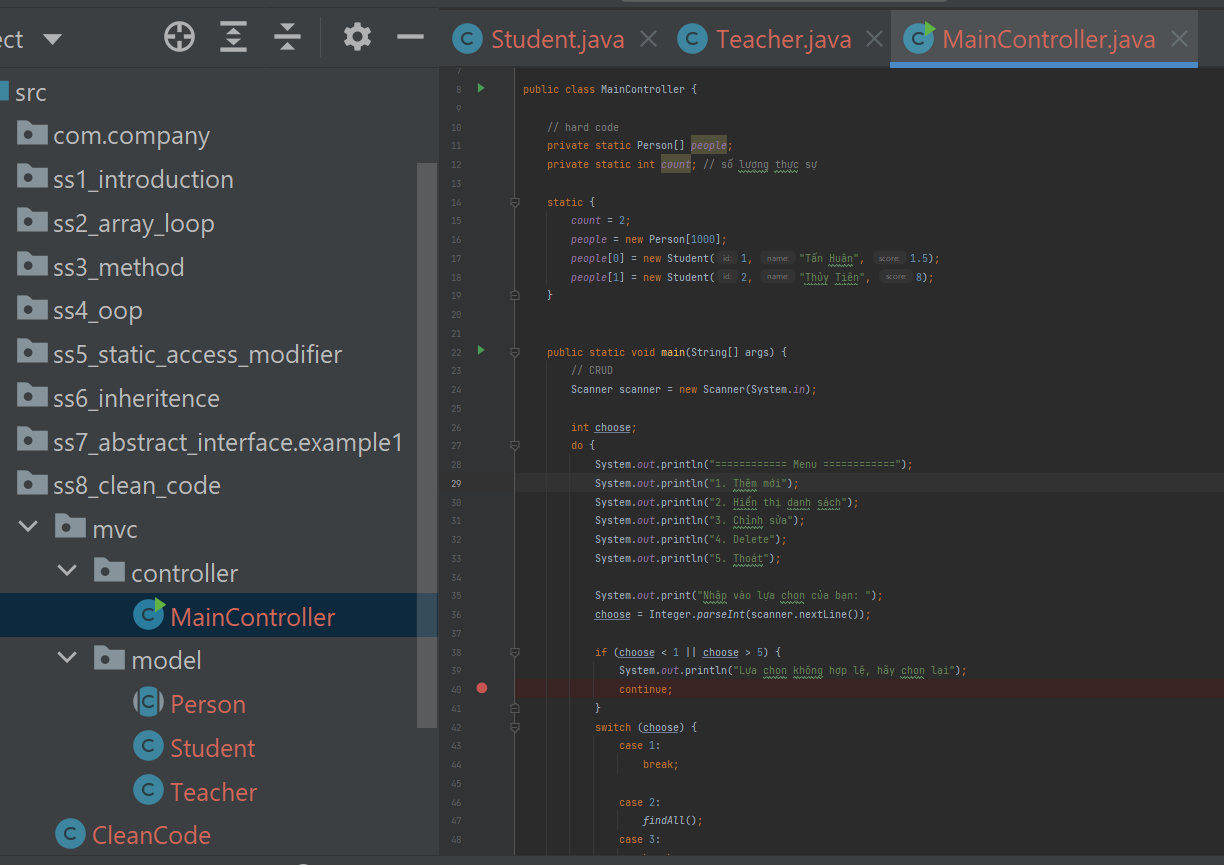 ect
Student.java
Teacher.java
MainController.java
src
com.company
ss1_introduction
ss2_array_loop
ss3_method
ss4_oop
ss5_static_access_modifier
ss6_inheritence
ss7_abstract_interface.example1
ss8_clean_code
mvc
controller
MainController
model
Person
Student
Teacher
CleanCode
7
8 public class MainController {
9
10 // hard code
11 private static Person[] people;
12 private static int count; // số lượng thực sự
13
14 static {
15 count = 2;
16 people = new Person[1000];
17 people[0] = new Student( id: 1, name: "Tấn Huân", score: 1.5);
18 people[1] = new Student( id: 2, name: "Thủy Tiên", score: 8);
19 }
20
21
22 public static void main(String[] args) {
23 // CRUD
24 Scanner scanner = new Scanner(System.in);
25
26 int choose;
27 do {
28 System.out.println("============ Menu ============");
29 System.out.println("1. Thêm mới");
30 System.out.println("2. Hiển thị danh sách");
31 System.out.println("3. Chỉnh sửa");
32 System.out.println("4. Delete");
33 System.out.println("5. Thoát");
34
35 System.out.print("Nhập vào lựa chọn của bạn: ");
36 choose = Integer.parseInt(scanner.nextLine());
37
38 if (choose < 1 || choose > 5) {
39 System.out.println("Lựa chọn không hợp lệ, hãy chọn lại");
40 continue;
41 }
42 switch (choose) {
43 case 1:
44 break;
45
46 case 2:
47 findAll();
48 case 3: